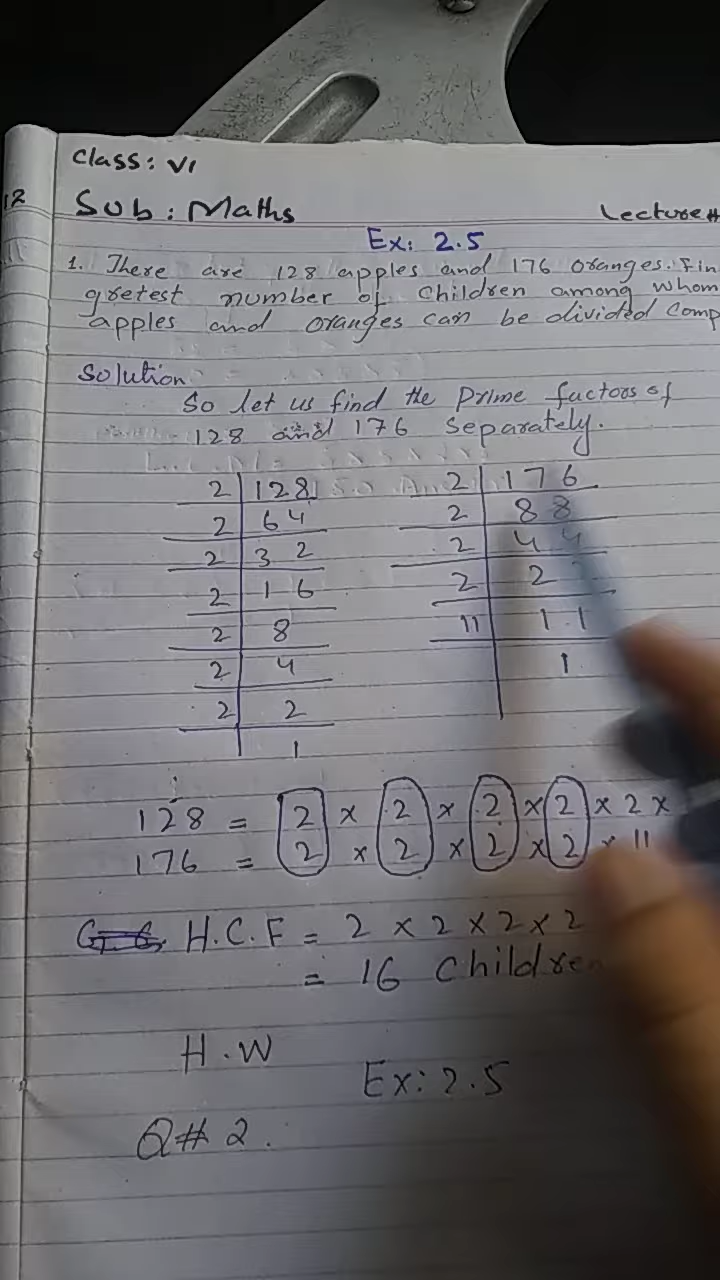 Class: VI
12
Sub: Maths
Lecture#
Ex: 2.5
1. There are 128 apples and 176 oranges. Fin
gretest number of children among whom
apples and oranges can be divided comp
Solution
So let us find the prime factors of
128 and 176 separately.
2 128 2 176
2 64 2 88
2 32 2 44
2 16 2 2
2 8 11 11
2 4 1
2 2
1
128 = 2 × 2 × 2 × 2 × 2 ×
176 = 2 × 2 × 2 × 2 × 11
H.C.F = 2 × 2 × 2 × 2
= 16 Children
H.W
Ex: 2.5
Q# 2.